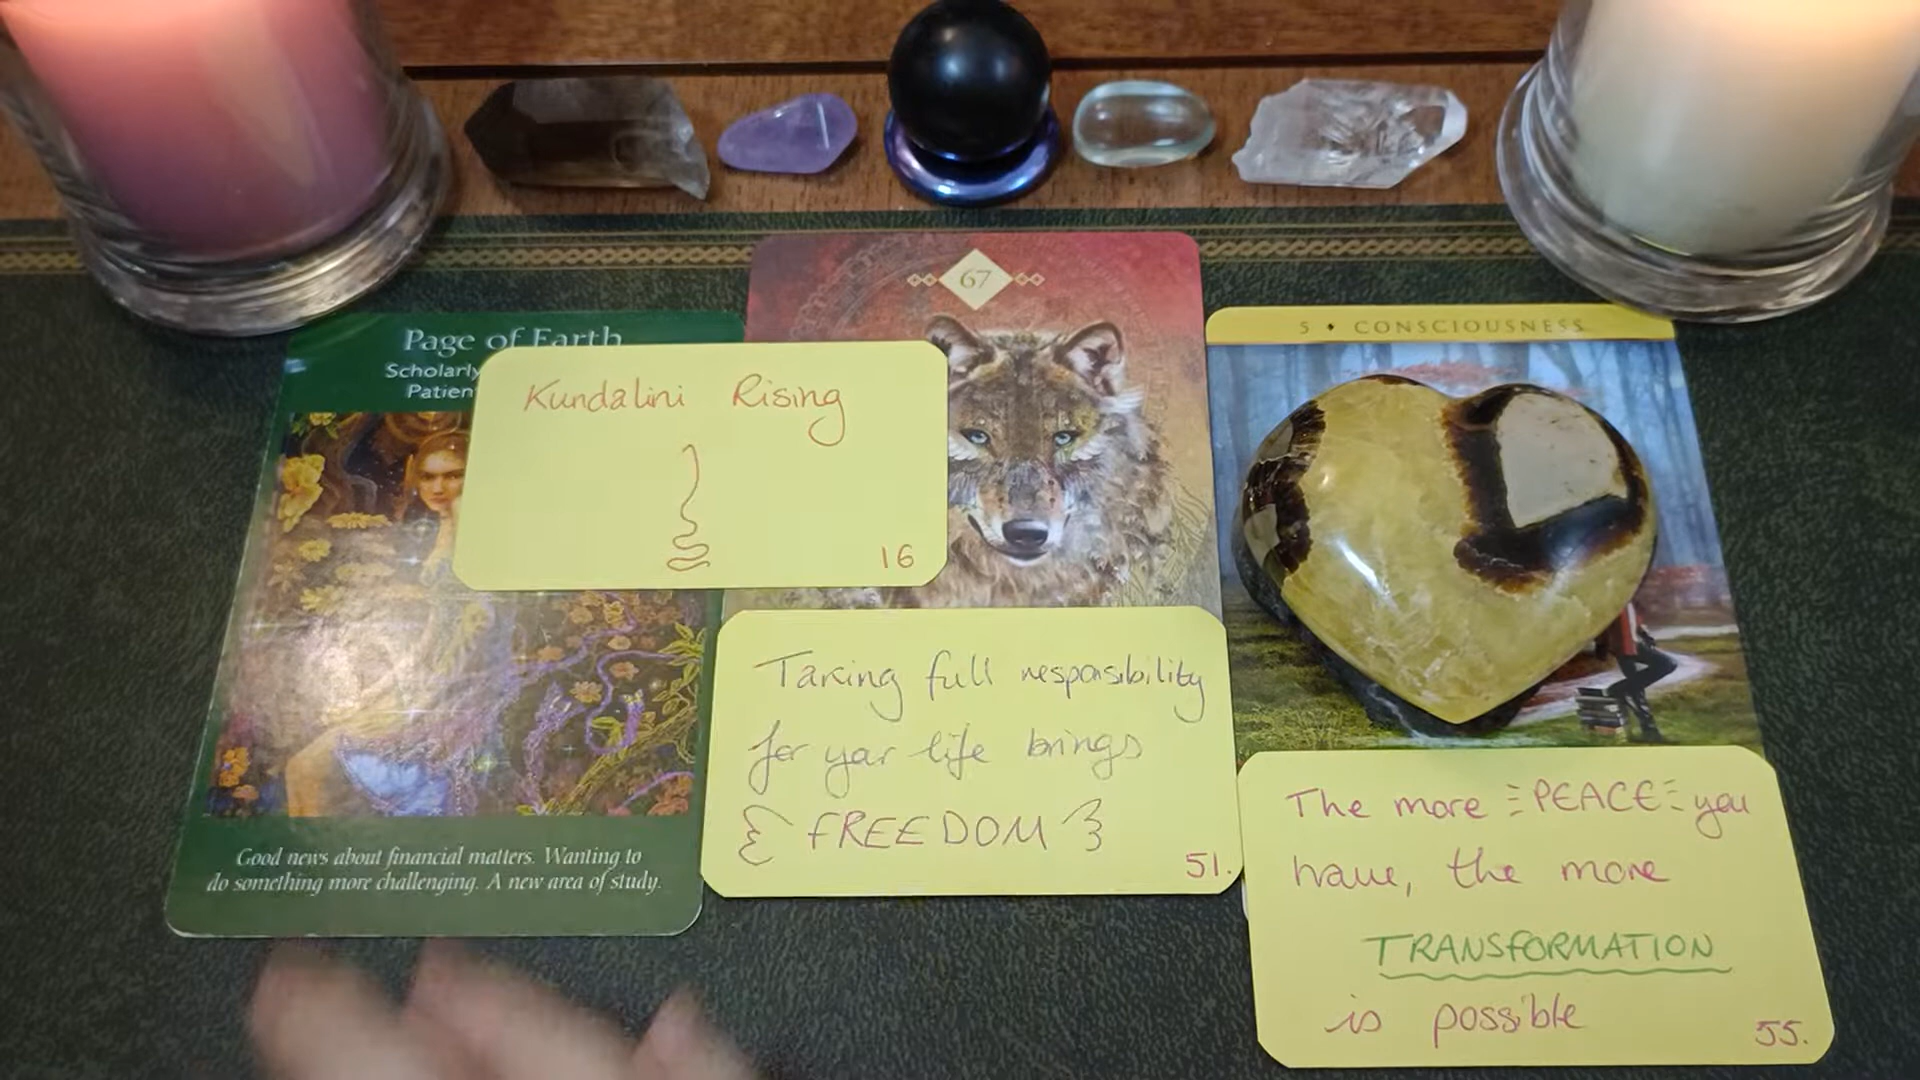 67
5 • CONSCIOUSNESS
Page of Earth
Scholarly
Patien
Kundalini Rising
16
Taking full responsibility
for your life brings
FREEDOM
51.
Good news about financial matters. Wanting to
do something more challenging. A new area of study.
The more PEACE you
have, the more
TRANSFORMATION
is possible
55.